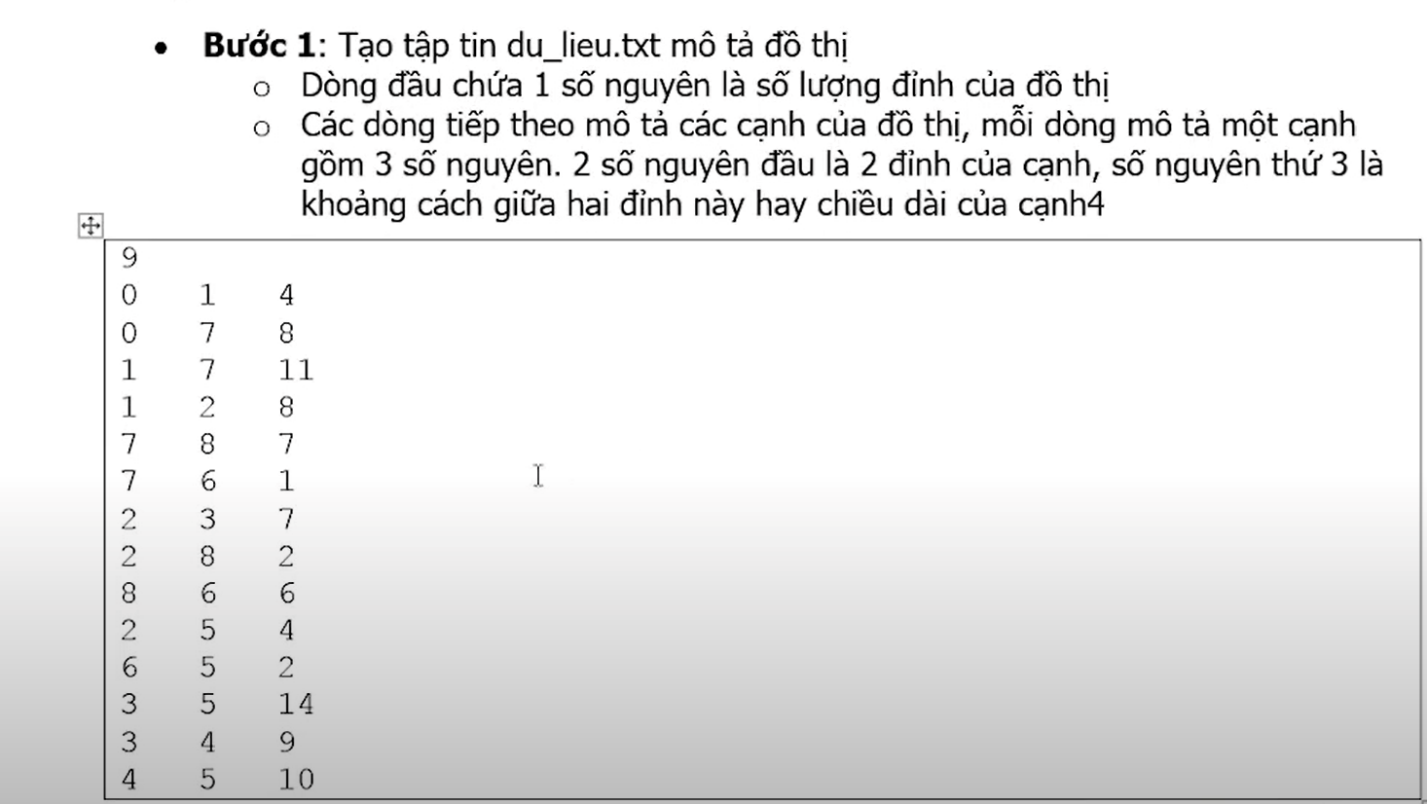 • Bước 1: Tạo tập tin du_lieu.txt mô tả đồ thị
o Dòng đầu chứa 1 số nguyên là số lượng đỉnh của đồ thị
o Các dòng tiếp theo mô tả các cạnh của đồ thị, mỗi dòng mô tả một cạnh
gồm 3 số nguyên. 2 số nguyên đầu là 2 đỉnh của cạnh, số nguyên thứ 3 là
khoảng cách giữa hai đỉnh này hay chiều dài của cạnh4
9
0 1 4
0 7 8
1 7 11
1 2 8
7 8 7
7 6 1
2 3 7
2 8 2
8 6 6
2 5 4
6 5 2
3 5 14
3 4 9
4 5 10